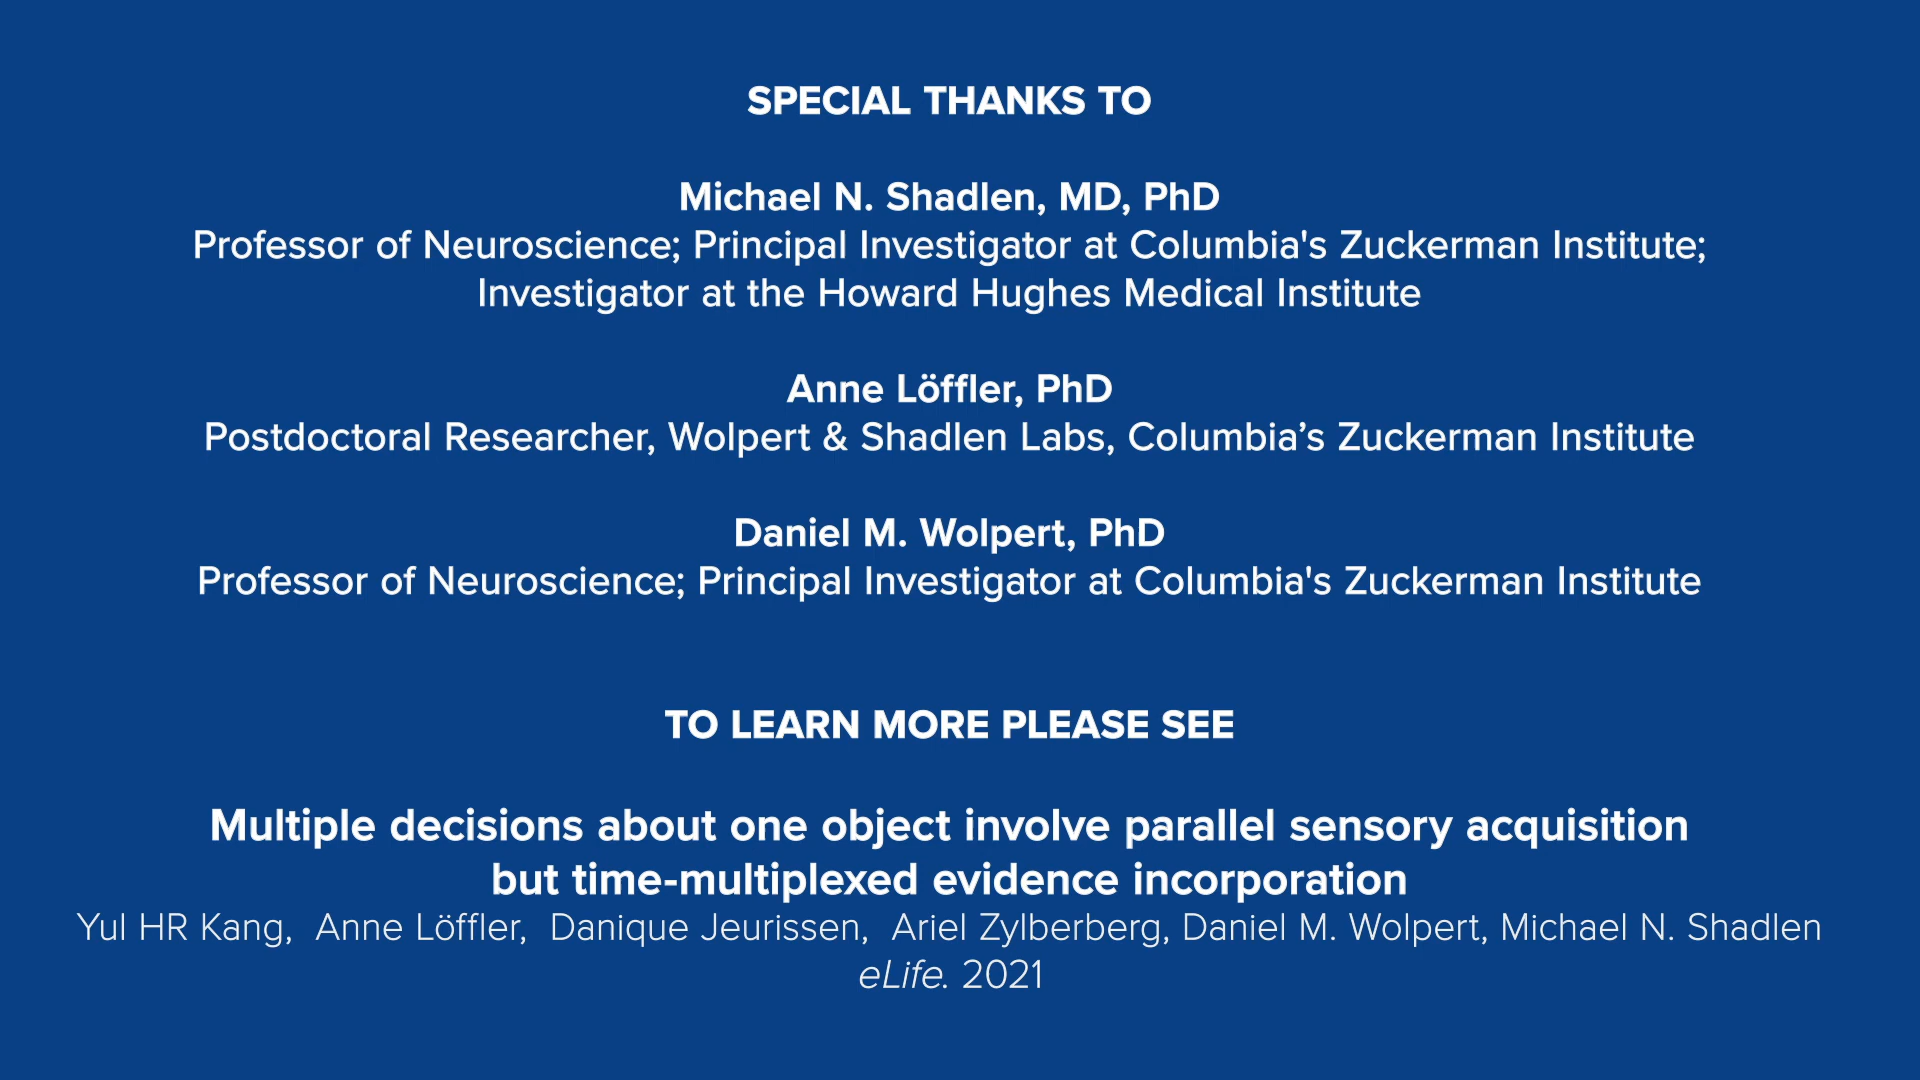 SPECIAL THANKS TO
Michael N. Shadlen, MD, PhD
Professor of Neuroscience; Principal Investigator at Columbia's Zuckerman Institute;
Investigator at the Howard Hughes Medical Institute
Anne Löffler, PhD
Postdoctoral Researcher, Wolpert & Shadlen Labs, Columbia’s Zuckerman Institute
Daniel M. Wolpert, PhD
Professor of Neuroscience; Principal Investigator at Columbia's Zuckerman Institute
TO LEARN MORE PLEASE SEE
Multiple decisions about one object involve parallel sensory acquisition
but time-multiplexed evidence incorporation
Yul HR Kang, Anne Löffler, Danique Jeurissen, Ariel Zylberberg, Daniel M. Wolpert, Michael N. Shadlen
eLife. 2021